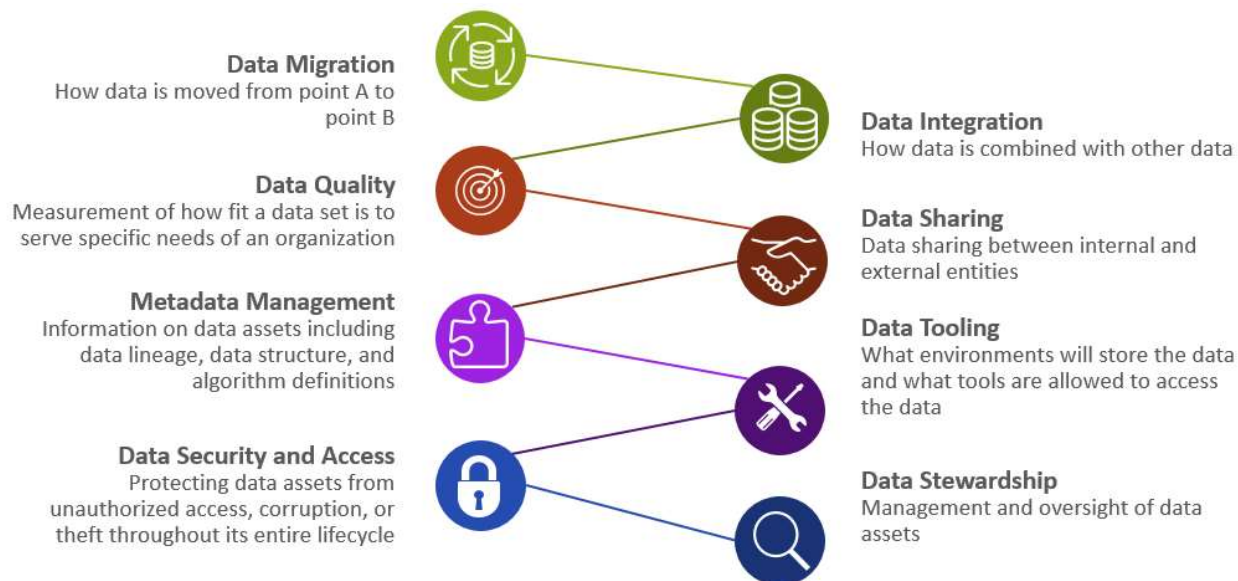 Data Migration
How data is moved from point A to
point B
Data Integration
How data is combined with other data
Data Quality
Measurement of how fit a data set is to
serve specific needs of an organization
Data Sharing
Data sharing between internal and
external entities
Metadata Management
Information on data assets including
data lineage, data structure, and
algorithm definitions
Data Tooling
What environments will store the data
and what tools are allowed to access
the data
Data Security and Access
Protecting data assets from
unauthorized access, corruption, or
theft throughout its entire lifecycle
Data Stewardship
Management and oversight of data
assets